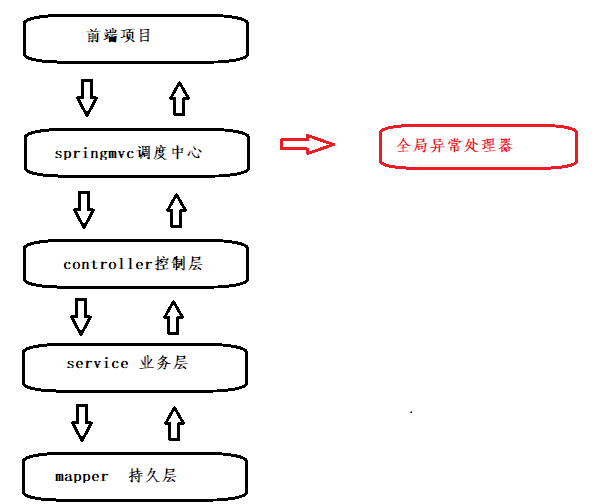 前端项目
springmvc调度中心
全局异常处理器
controller控制层
service 业务层
mapper 持久层